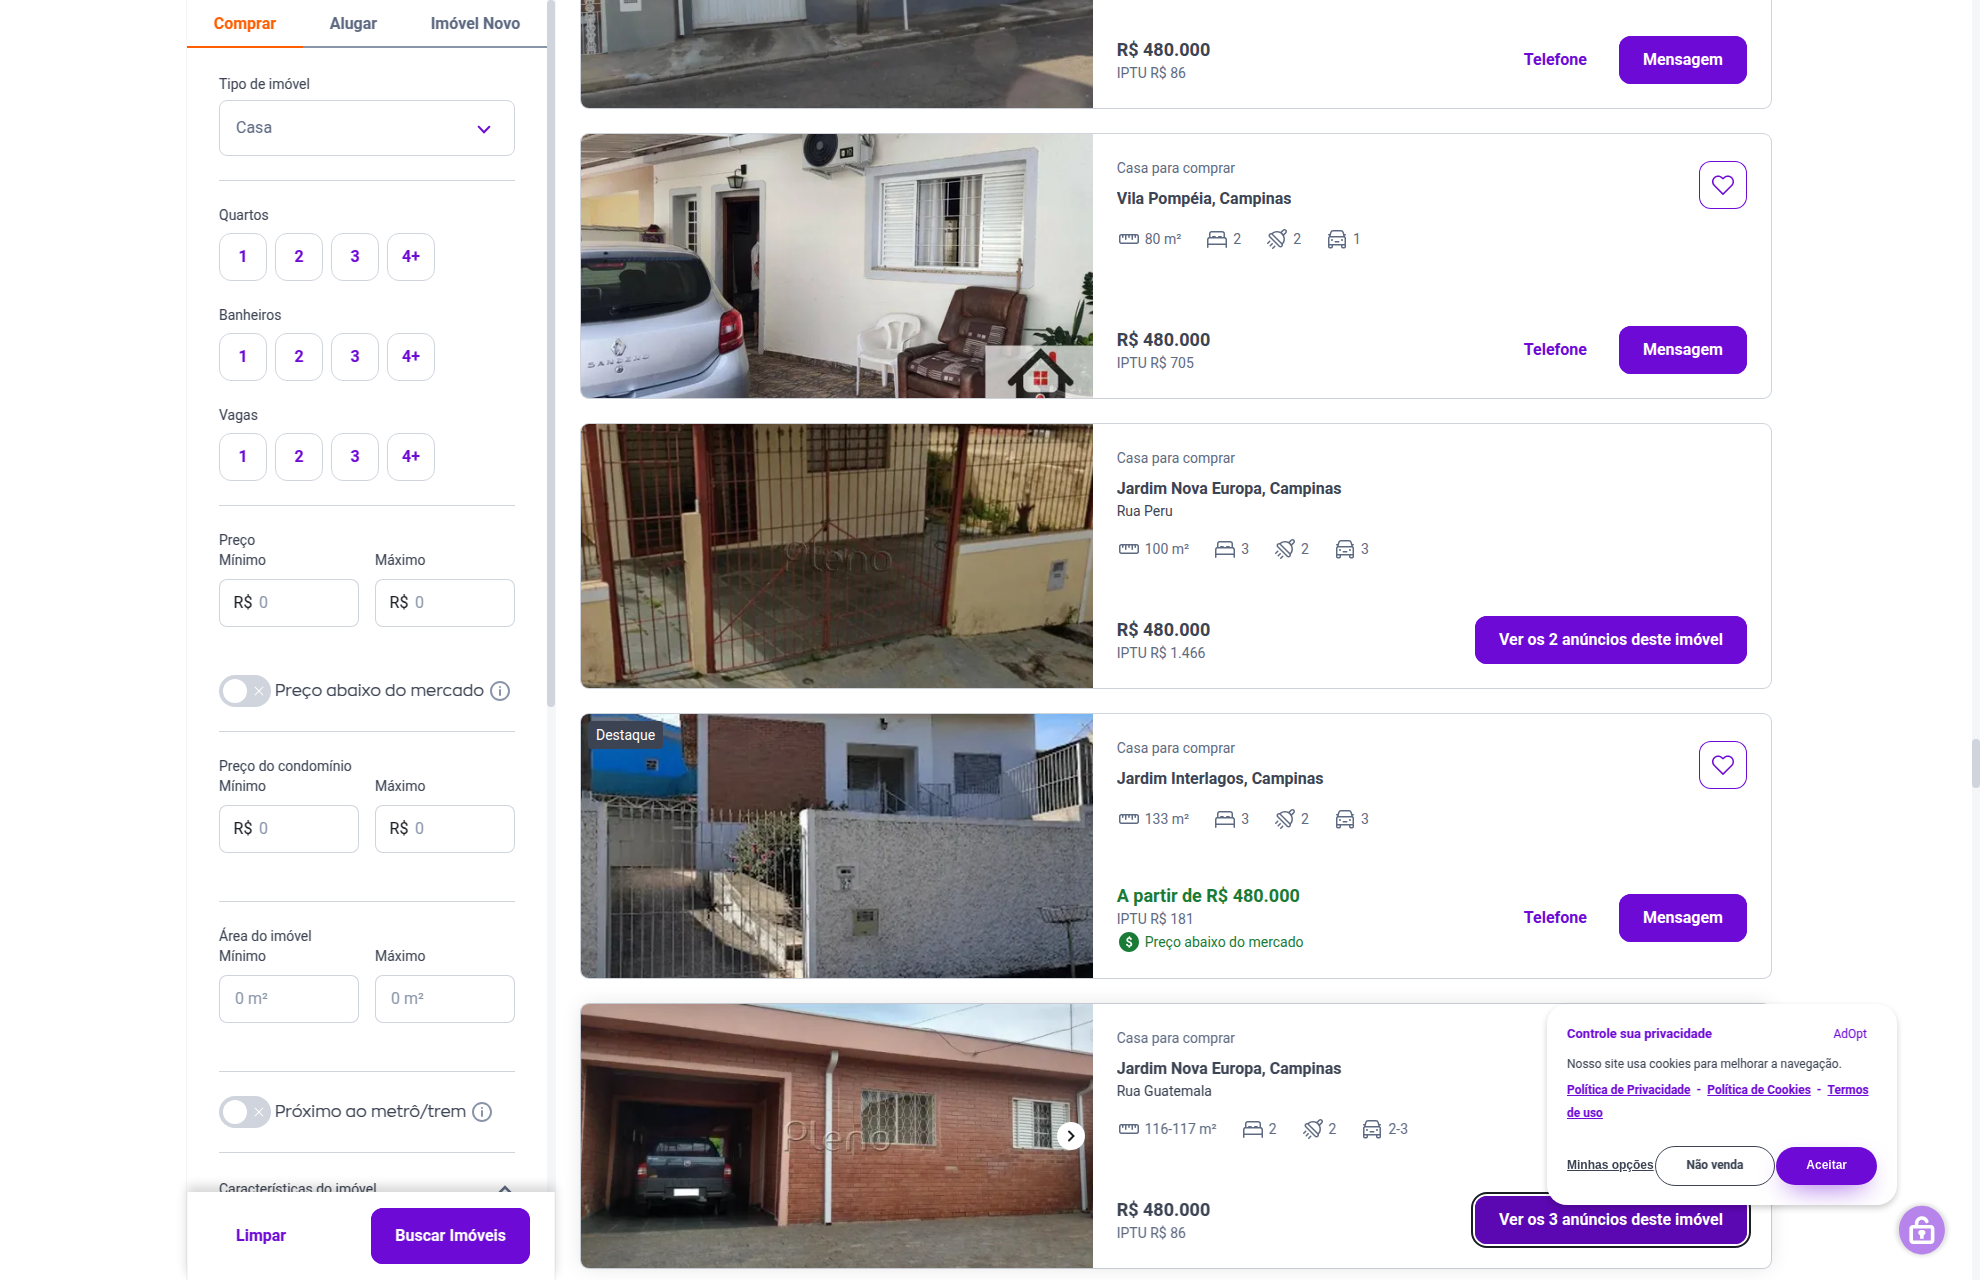 Comprar
Alugar
Imóvel Novo
Tipo de imóvel
Casa
Quartos
1
2
3
4+
Banheiros
1
2
3
4+
Vagas
1
2
3
4+
Preço
Mínimo
Máximo
R$ 0
R$ 0
Preço abaixo do mercado
Preço do condomínio
Mínimo
Máximo
R$ 0
R$ 0
Área do imóvel
Mínimo
Máximo
0 m²
0 m²
Próximo ao metrô/trem
Características do imóvel
Limpar
Buscar Imóveis
R$ 480.000
IPTU R$ 86
Telefone
Mensagem
SANDERO
Casa para comprar
Vila Pompéia, Campinas
80 m²
2
2
1
R$ 480.000
IPTU R$ 705
Telefone
Mensagem
Pleno
Casa para comprar
Jardim Nova Europa, Campinas
Rua Peru
100 m²
3
2
3
R$ 480.000
IPTU R$ 1.466
Ver os 2 anúncios deste imóvel
Destaque
Casa para comprar
Jardim Interlagos, Campinas
133 m²
3
2
3
A partir de R$ 480.000
IPTU R$ 181
$ Preço abaixo do mercado
Telefone
Mensagem
Pleno
Casa para comprar
Jardim Nova Europa, Campinas
Rua Guatemala
116-117 m²
2
2
2-3
R$ 480.000
IPTU R$ 86
Ver os 3 anúncios deste imóvel
Controle sua privacidade
AdOpt
Nosso site usa cookies para melhorar a navegação.
Política de Privacidade - Política de Cookies - Termos
de uso
Minhas opções
Não venda
Aceitar